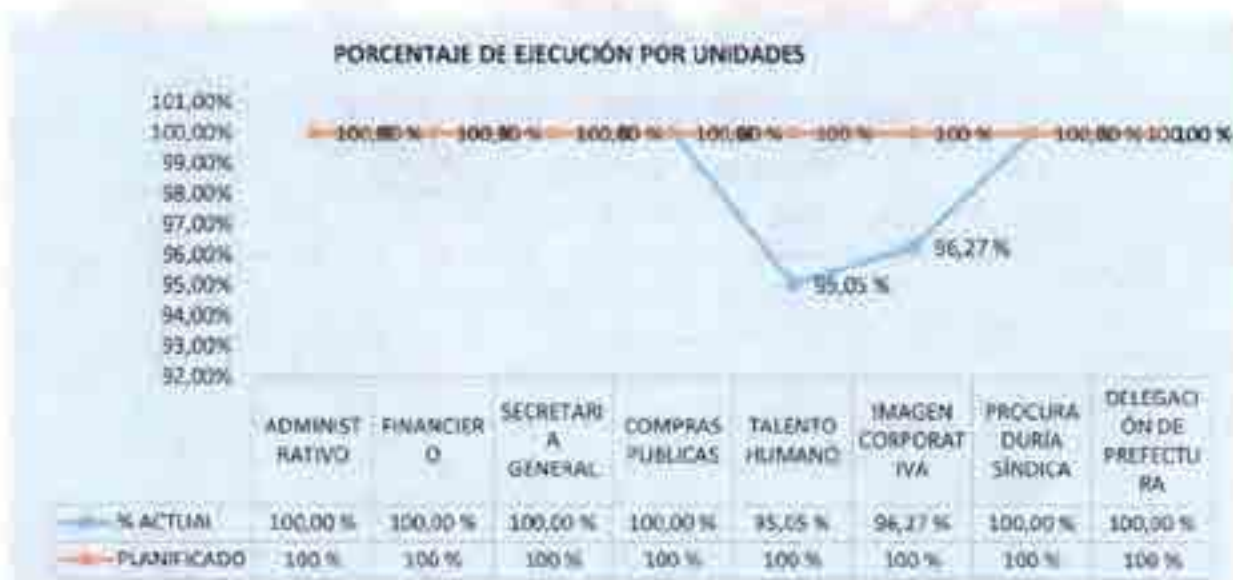 PORCENTAJE DE EJECUCIÓN POR UNIDADES
101,00%
100,00%
99,00%
98,00%
97,00%
96,00%
95,00%
94,00%
93,00%
92,00%
100 % 100 % 100 %
96,27 %
95,05 %
ADMINIST
RATIVO
FINANCIER
O
SECRETARI
A
GENERAL
COMPRAS
PUBLICAS
TALENTO
HUMANO
IMAGEN
CORPORAT
IVA
PROCURA
DURÍA
SÍNDICA
DELEGACI
ÓN DE
PREFECTU
RA
% ACTUAL 100,00 % 100,00 % 100,00 % 100,00 % 95,05 % 96,27 % 100,00 % 100,00 %
PLANIFICADO 100 % 100 % 100 % 100 % 100 % 100 % 100 % 100 %